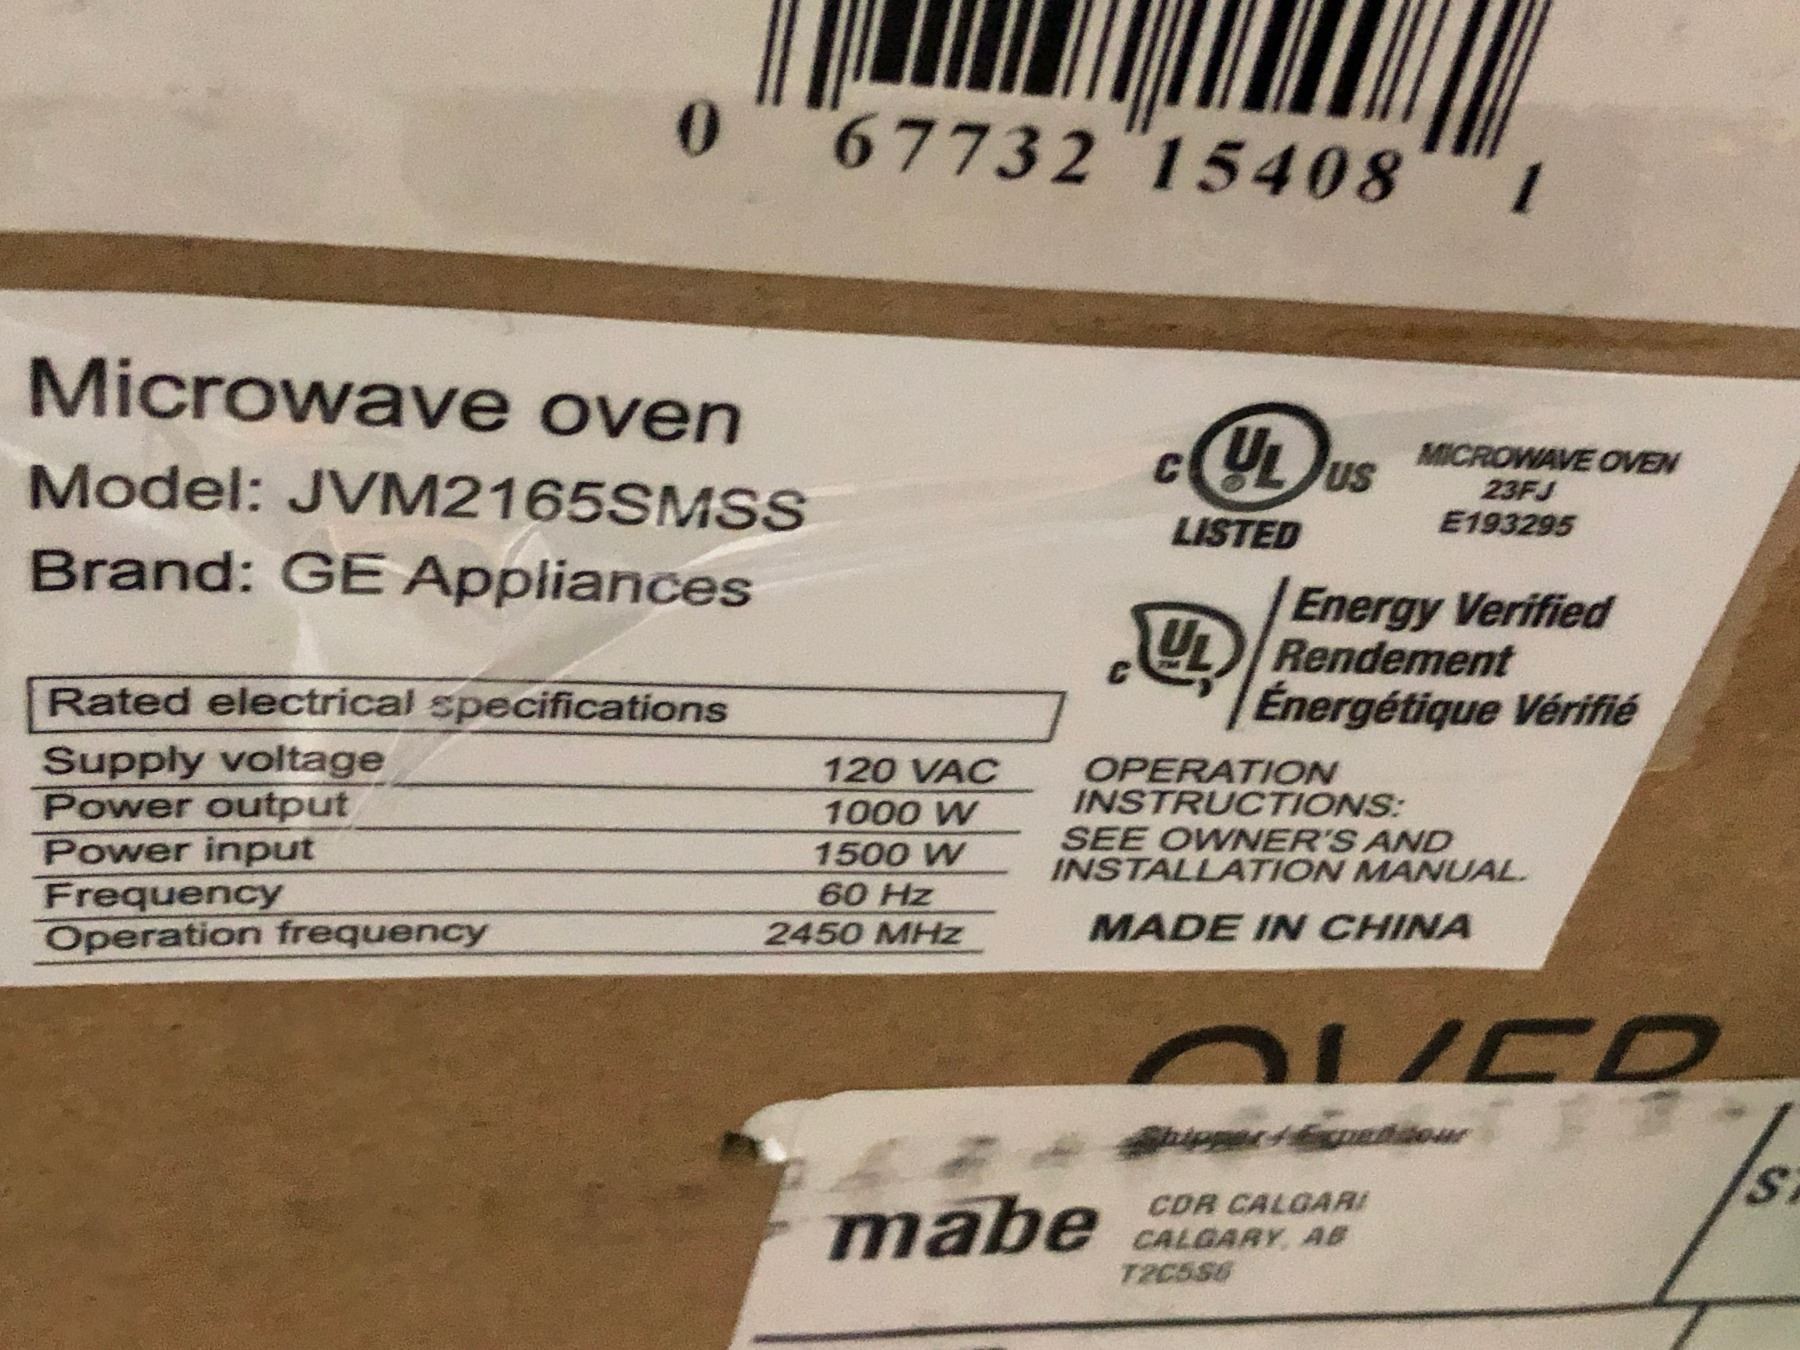 0 67732 15408 1
Microwave oven
Model: JVM2165SMSS
Brand: GE Appliances
C UL US
LISTED
MICROWAVE OVEN
23FJ
E193295
C UL
Energy Verified
Rendement
Énergétique Vérifié
Rated electrical specifications
Supply voltage 120 VAC
Power output 1000 W
Power input 1500 W
Frequency 60 Hz
Operation frequency 2450 MHz
OPERATION
INSTRUCTIONS:
SEE OWNER'S AND
INSTALLATION MANUAL.
MADE IN CHINA
OVER
Shipper / Expediteur
mabe
CDR CALGARI
CALGARY, AB
T2C5S6